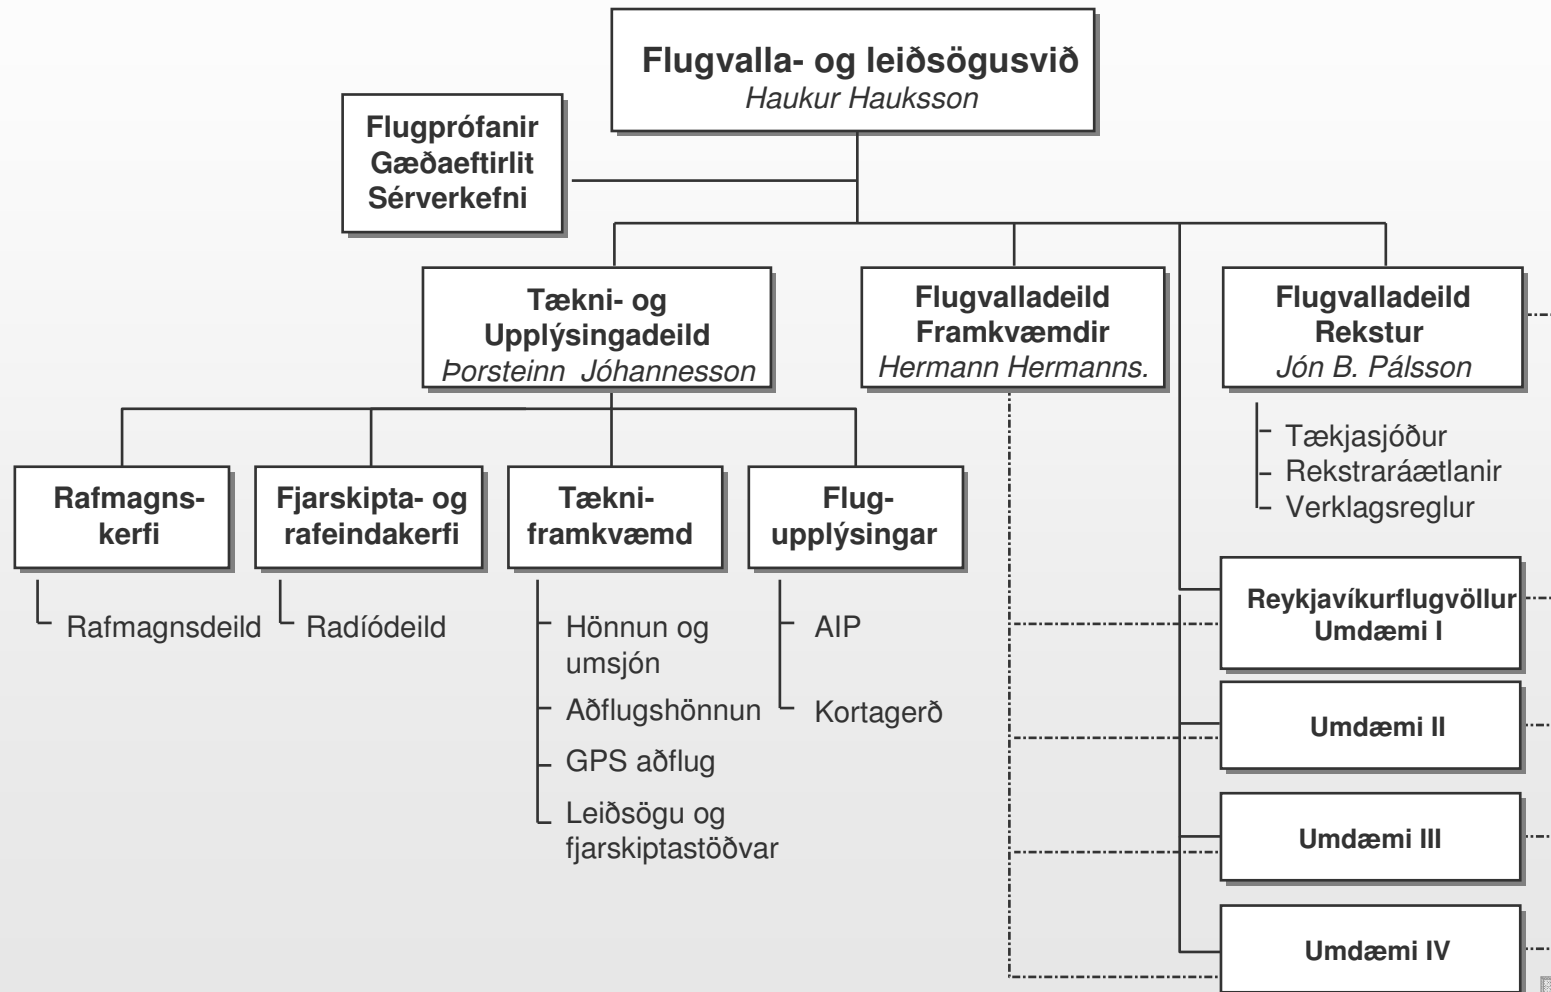 Flugvalla- og leiðsögusvið
Haukur Hauksson
Flugprófanir
Gæðaeftirlit
Sérverkefni
Tækni- og
Upplýsingadeild
Þorsteinn Jóhannesson
Flugvalladeild
Framkvæmdir
Hermann Hermanns.
Flugvalladeild
Rekstur
Jón B. Pálsson
Tækjasjóður
Rekstraráætlanir
Verklagsreglur
Rafmagns-
kerfi
Rafmagnsdeild
Fjarskipta- og
rafeindakerfi
Radíódeild
Tækni-
framkvæmd
Hönnun og
umsjón
Aðflugshönnun
GPS aðflug
Leiðsögu og
fjarskiptastöðvar
Flug-
upplýsingar
AIP
Kortagerð
Reykjavíkurflugvöllur
Umdæmi I
Umdæmi II
Umdæmi III
Umdæmi IV